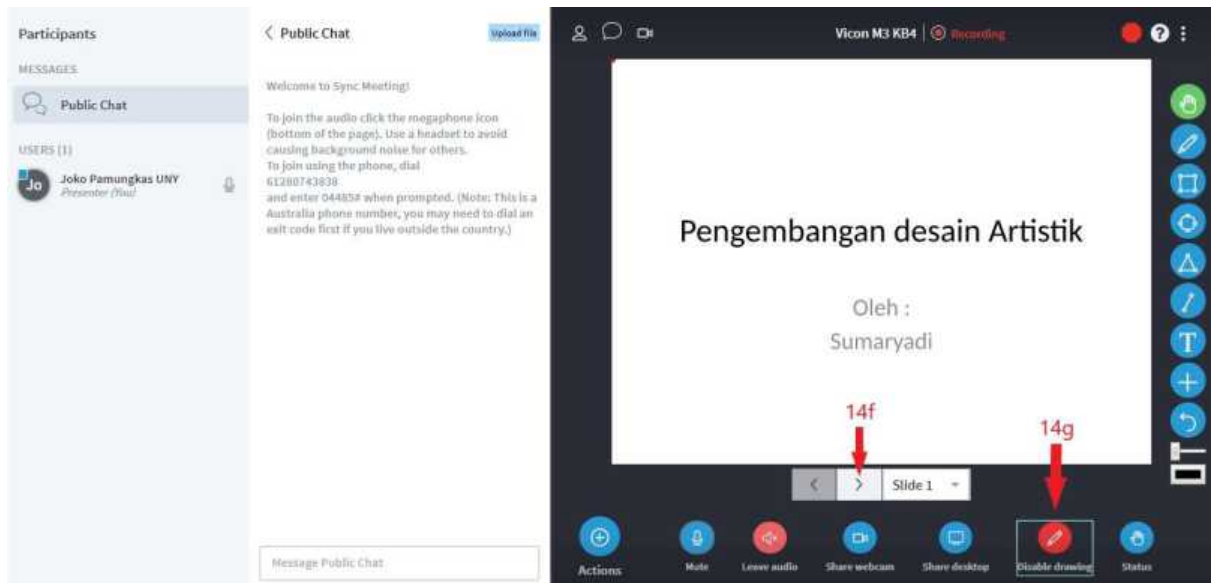 Participants
MESSAGES
Public Chat
USERS (1)
Jo
Joko Pamungkas UNY
Presenter (You)
Public Chat
Upload file
Welcome to Sync Meeting!
To join the audio click the megaphone icon
(bottom of the page). Use a headset to avoid
causing background noise for others.
To join using the phone, dial
61280743838
and enter 04485# when prompted. (Note: This is a
Australia phone number, you may need to dial an
exit code first if you live outside the country.)
Message Public Chat
Vicon M3 KB4
Recording
Pengembangan desain Artistik
Oleh :
Sumaryadi
14f
14g
Slide 1
T
Actions
Mute
Leave audio
Share webcam
Share desktop
Disable drawing
Status